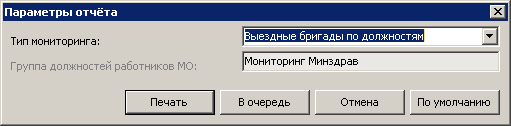 Параметры отчёта
Тип мониторинга: Выездные бригады по должностям
Группа должностей работников МО: Мониторинг Минздрав
Печать В очередь Отмена По умолчанию